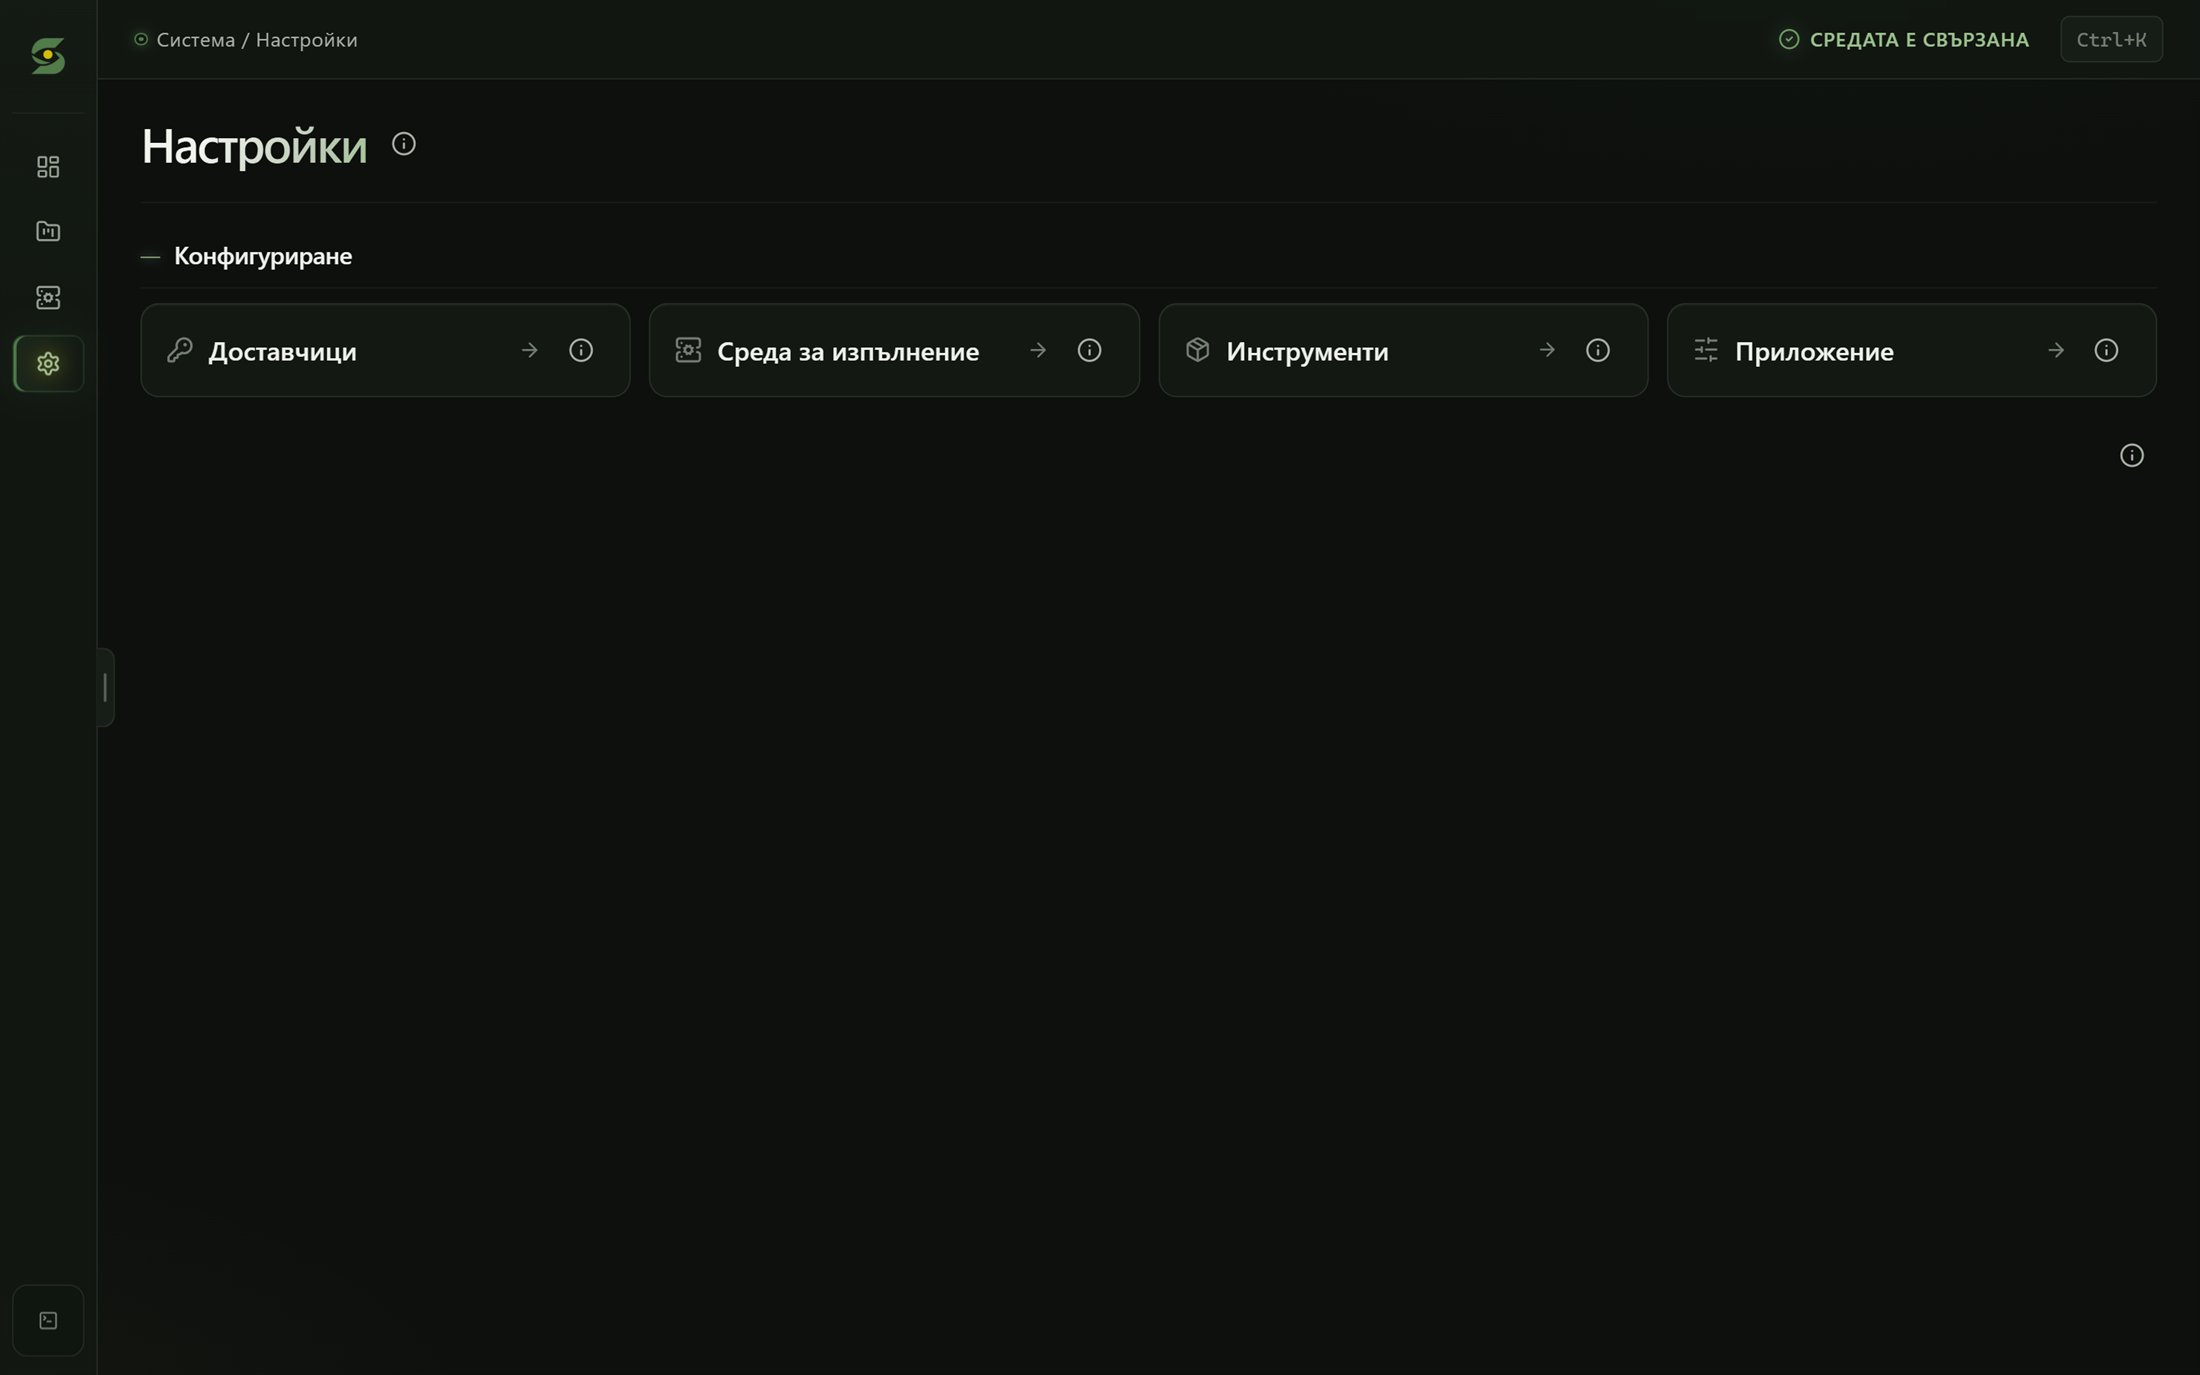 Система / Настройки
СРЕДАТА Е СВЪРЗАНА
Ctrl+K
Настройки
Конфигуриране
Доставчици
Среда за изпълнение
Инструменти
Приложение